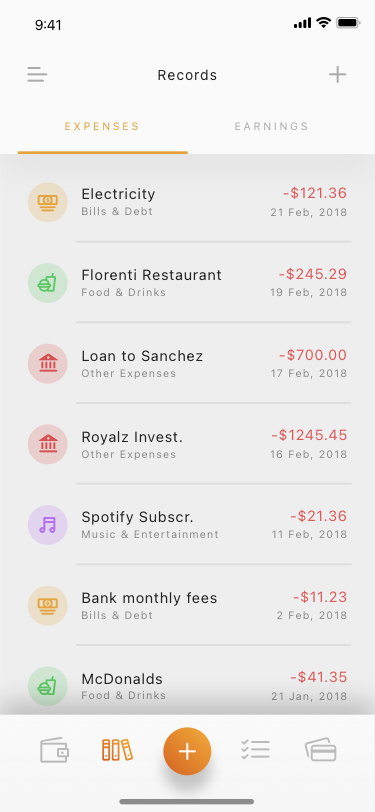 9:41
Records
EXPENSES EARNINGS
Electricity -$121.36
Bills & Debt 21 Feb, 2018
Florenti Restaurant -$245.29
Food & Drinks 19 Feb, 2018
Loan to Sanchez -$700.00
Other Expenses 17 Feb, 2018
Royalz Invest. -$1245.45
Other Expenses 16 Feb, 2018
Spotify Subscr. -$21.36
Music & Entertainment 11 Feb, 2018
Bank monthly fees -$11.23
Bills & Debt 2 Feb, 2018
McDonalds -$41.35
Food & Drinks 21 Jan, 2018